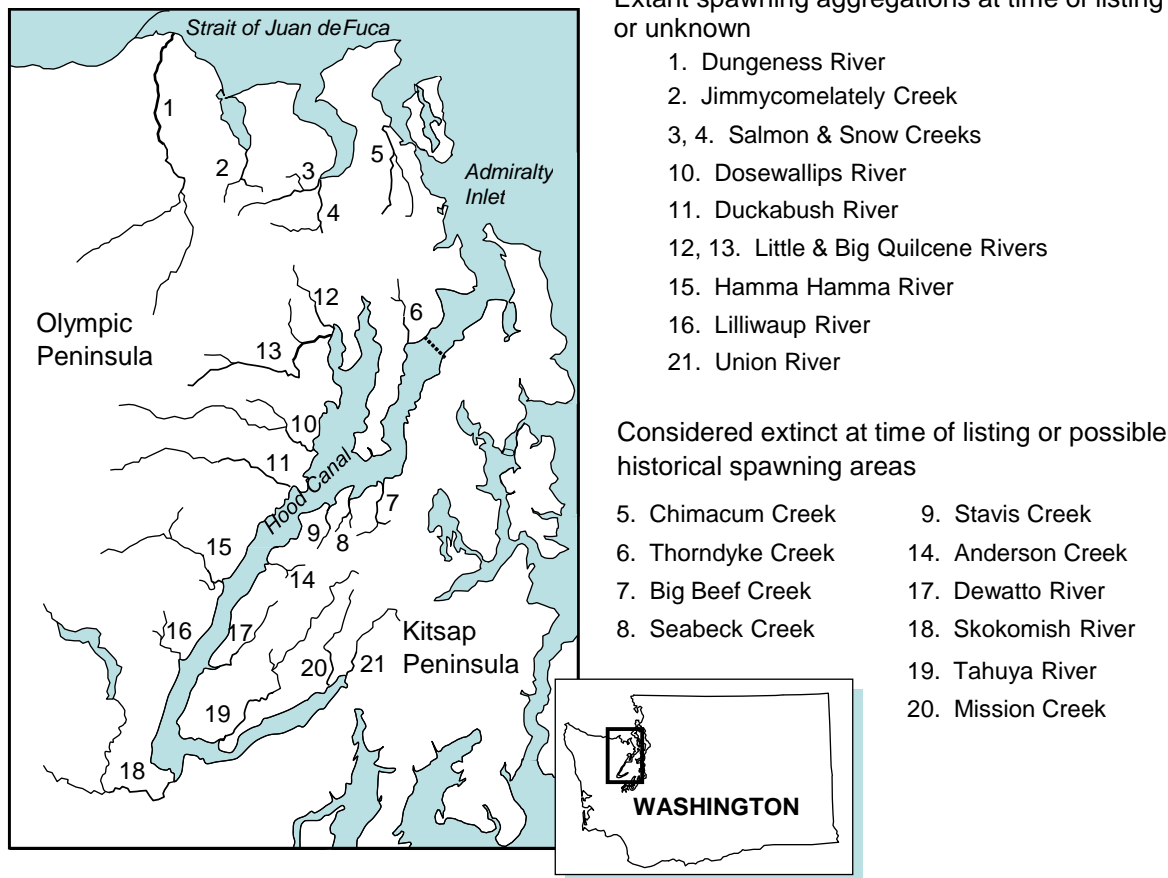 Extant spawning aggregations at time of listing
or unknown
1. Dungeness River
2. Jimmycomelately Creek
3, 4. Salmon & Snow Creeks
10. Dosewallips River
11. Duckabush River
12, 13. Little & Big Quilcene Rivers
15. Hamma Hamma River
16. Lilliwaup River
21. Union River
Considered extinct at time of listing or possible
historical spawning areas
5. Chimacum Creek
6. Thorndyke Creek
7. Big Beef Creek
8. Seabeck Creek
9. Stavis Creek
14. Anderson Creek
17. Dewatto River
18. Skokomish River
19. Tahuya River
20. Mission Creek
Strait of Juan de Fuca
1
2
3
4
5
Admiralty
Inlet
12
6
Olympic
Peninsula
13
10
11
Hood Canal
7
9
8
15
14
16
17
Kitsap
Peninsula
20
21
19
18
WASHINGTON